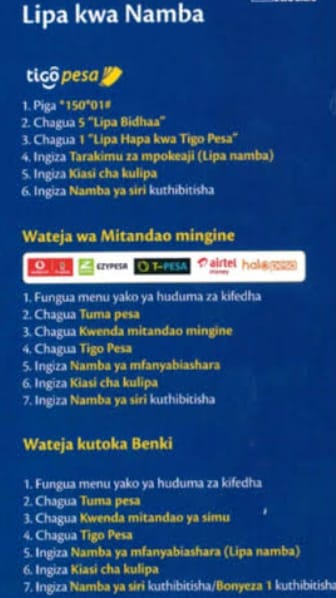 Lipa kwa Namba
tigo pesa
1. Piga *150*01#
2. Chagua 5 "Lipa Bidhaa"
3. Chagua 1 "Lipa Hapa kwa Tigo Pesa"
4. Ingiza Tarakimu za mpokeaji (Lipa namba)
5. Ingiza Kiasi cha kulipa
6. Ingiza Namba ya siri kuthibitisha
Wateja wa Mitandao mingine
EZYPESA T-PESA airtel money halopesa
1. Fungua menu yako ya huduma za kifedha
2. Chagua Tuma pesa
3. Chagua Kwenda mitandao mingine
4. Chagua Tigo Pesa
5. Ingiza Namba ya mfanyabiashara
6. Ingiza Kiasi cha kulipa
7. Ingiza Namba ya siri kuthibitisha
Wateja kutoka Benki
1. Fungua menu yako ya huduma za kifedha
2. Chagua Tuma pesa
3. Chagua Kwenda mitandao ya simu
4. Chagua Tigo Pesa
5. Ingiza Namba ya mfanyabiashara (Lipa namba)
6. Ingiza Kiasi cha kulipa
7. Ingiza Namba ya siri kuthibitisha/Bonyeza 1 kuthibitisha